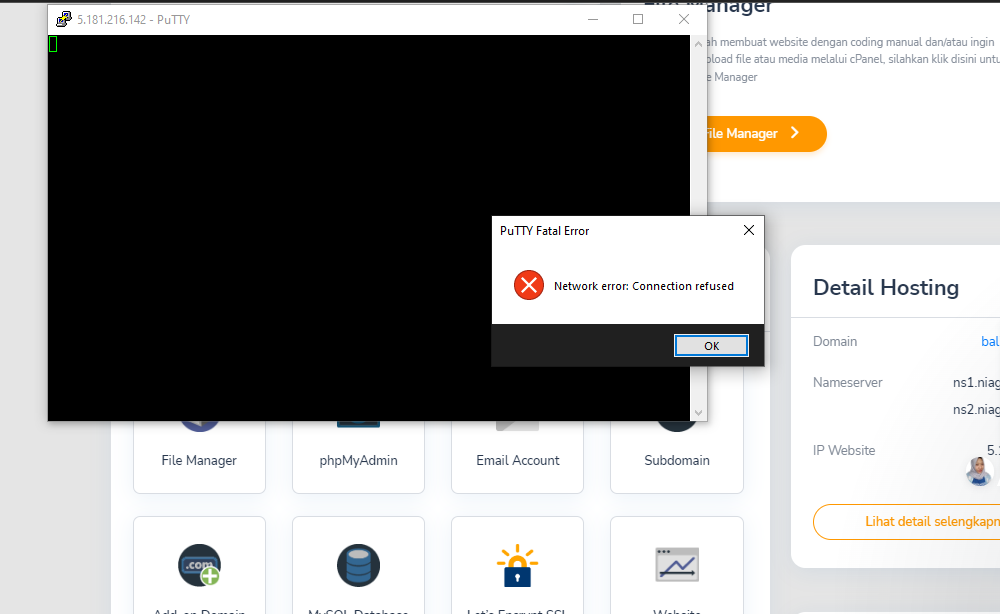 5.181.216.142 - PuTTY
Manager
membuat website dengan coding manual dan/atau ingin
file atau media melalui cPanel, silahkan klik disini
Manager
File Manager
PuTTY Fatal Error
Network error: Connection refused
OK
File Manager
phpMyAdmin
Email Account
Subdomain
.com
Add-on Domain
MySQL Database
Let's Encrypt SSL
Website
Detail Hosting
Domain
bal
Nameserver
ns1.niag
ns2.niag
IP Website
5.1
Lihat detail selengkapn